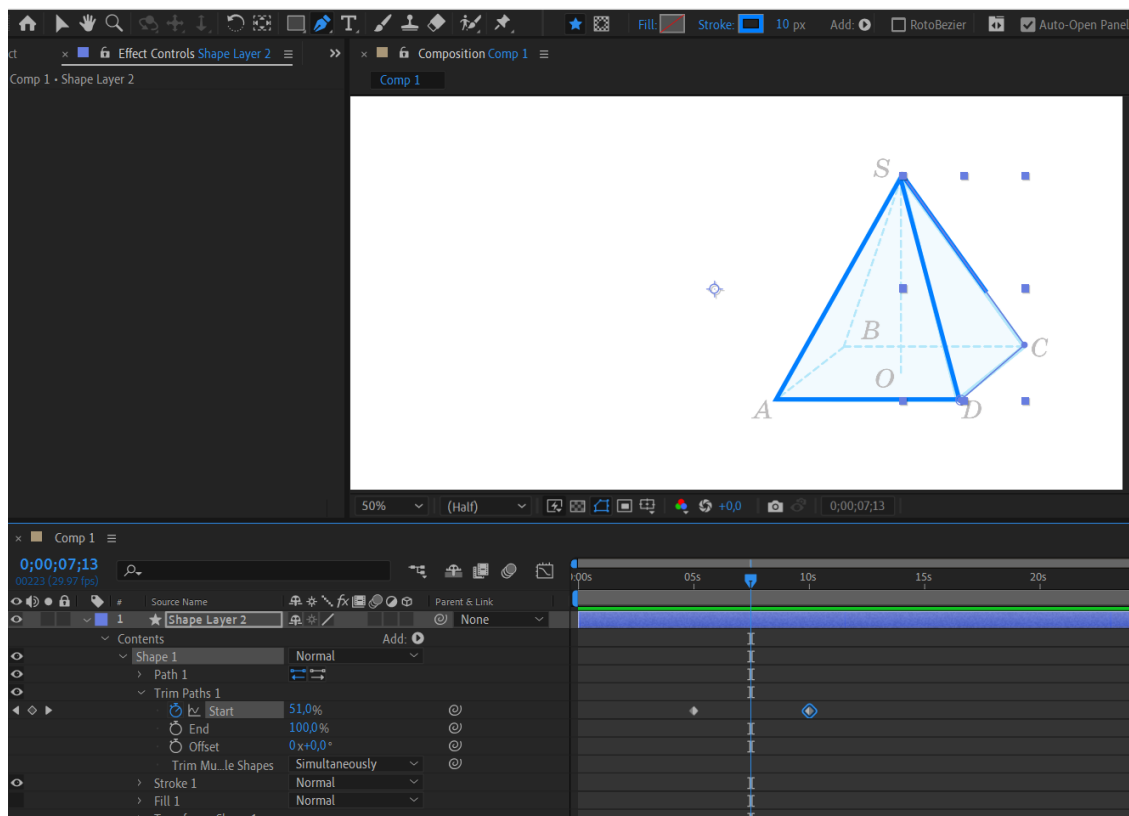 Fill: Stroke: 10 px Add: RotoBezier Auto-Open Panel
ct × Effect Controls Shape Layer 2 × Composition Comp 1
Comp 1 • Shape Layer 2
Comp 1
S
B
C
O
A
D
50% (Half) +0,0 0;00;07;13
× Comp 1
0;00;07;13
00223 (29.97 fps)
:00s 05s 10s 15s 20s
# Source Name fx Parent & Link
1 Shape Layer 2 None
Contents Add:
Shape 1 Normal
Path 1
Trim Paths 1
Start 51,0%
End 100,0%
Offset 0x+0,0°
Trim Mu...le Shapes Simultaneously
Stroke 1 Normal
Fill 1 Normal